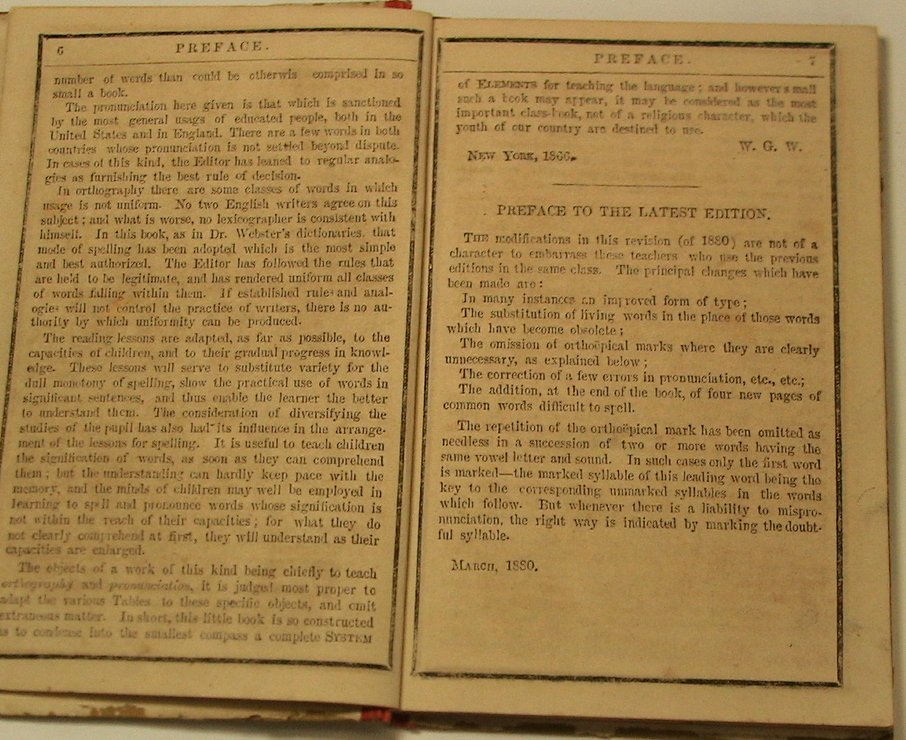 6
PREFACE.
number of words than could be otherwis comprised in so
small a book.
The pronunciation here given is that which is sanctioned
by the most general usage of educated people, both in the
United States and in England. There are a few words in both
countries whose pronunciation is not settled beyond dispute.
In cases of this kind, the Editor has leaned to regular analo-
gies as furnishing the best rule of decision.
In orthography there are some classes of words in which
usage is not uniform. No two English writers agree on this
subject; and what is worse, no lexicographer is consistent with
himself. In this book, as in Dr. Webster's dictionaries, that
mode of spelling has been adopted which is the most simple
and best authorized. The Editor has followed the rules that
are held to be legitimate, and has rendered uniform all classes
of words falling within them. If established rules and anal-
ogies will not control the practice of writers, there is no au-
thority by which uniformity can be produced.
The reading lessons are adapted, as far as possible, to the
capacities of children, and to their gradual progress in knowl-
edge. These lessons will serve to substitute variety for the
dull monotony of spelling, show the practical use of words in
significant sentences, and thus enable the learner the better
to understand them. The consideration of diversifying the
studies of the pupil has also had its influence in the arrange-
ment of the lessons for spelling. It is useful to teach children
the signification of words, as soon as they can comprehend
them; but the understanding can hardly keep pace with the
memory, and the minds of children may well be employed in
learning to spell and pronounce words whose signification is
not within the reach of their capacities; for what they do
not clearly comprehend at first, they will understand as their
capacities are enlarged.
The objects of a work of this kind being chiefly to teach
orthography and pronunciation, it is judged most proper to
adapt the various Tables to these specific objects, and omit
extraneous matter. In short, this little book is so constructed
as to condense into the smallest compass a complete SYSTEM
PREFACE.
7
of ELEMENTS for teaching the language; and however small
such a book may appear, it may be considered as the most
important class-book, not of a religious character, which the
youth of our country are destined to use.
W. G. W.
NEW YORK, 1866.
PREFACE TO THE LATEST EDITION.
THE modifications in this revision (of 1880) are not of a
character to embarrass those teachers who use the previous
editions in the same class. The principal changes which have
been made are:
In many instances an improved form of type;
The substitution of living words in the place of those words
which have become obsolete;
The omission of orthoëpical marks where they are clearly
unnecessary, as explained below;
The correction of a few errors in pronunciation, etc., etc.;
The addition, at the end of the book, of four new pages of
common words difficult to spell.
The repetition of the orthoëpical mark has been omitted as
needless in a succession of two or more words having the
same vowel letter and sound. In such cases only the first word
is marked—the marked syllable of this leading word being the
key to the corresponding unmarked syllables in the words
which follow. But whenever there is a liability to mispro-
nunciation, the right way is indicated by marking the doubt-
ful syllable.
MARCH, 1880.